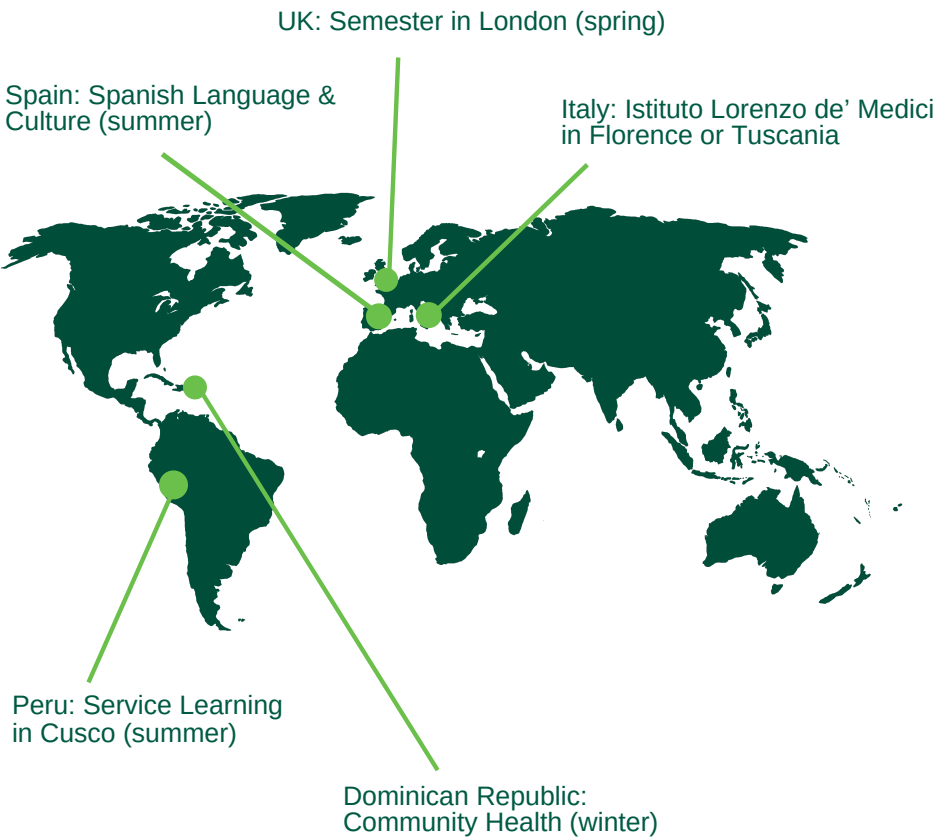 UK: Semester in London (spring)
Spain: Spanish Language &
Culture (summer)
Italy: Istituto Lorenzo de’ Medici
in Florence or Tuscania
Peru: Service Learning
in Cusco (summer)
Dominican Republic:
Community Health (winter)